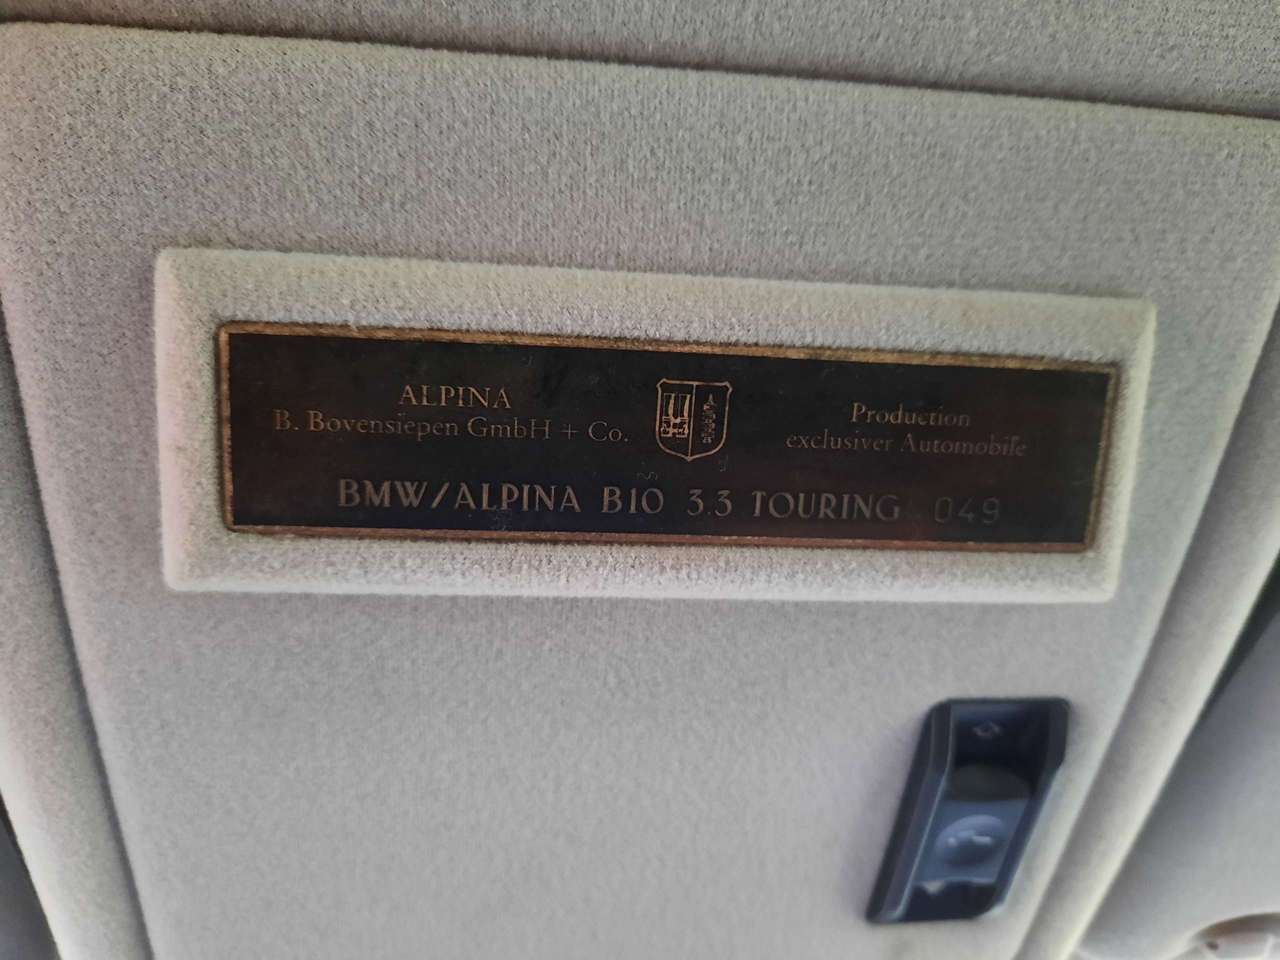 ALPINA
B. Bovensiepen GmbH + Co.
Production
exclusiver Automobile
BMW/ALPINA B10 3.3 TOURING 049